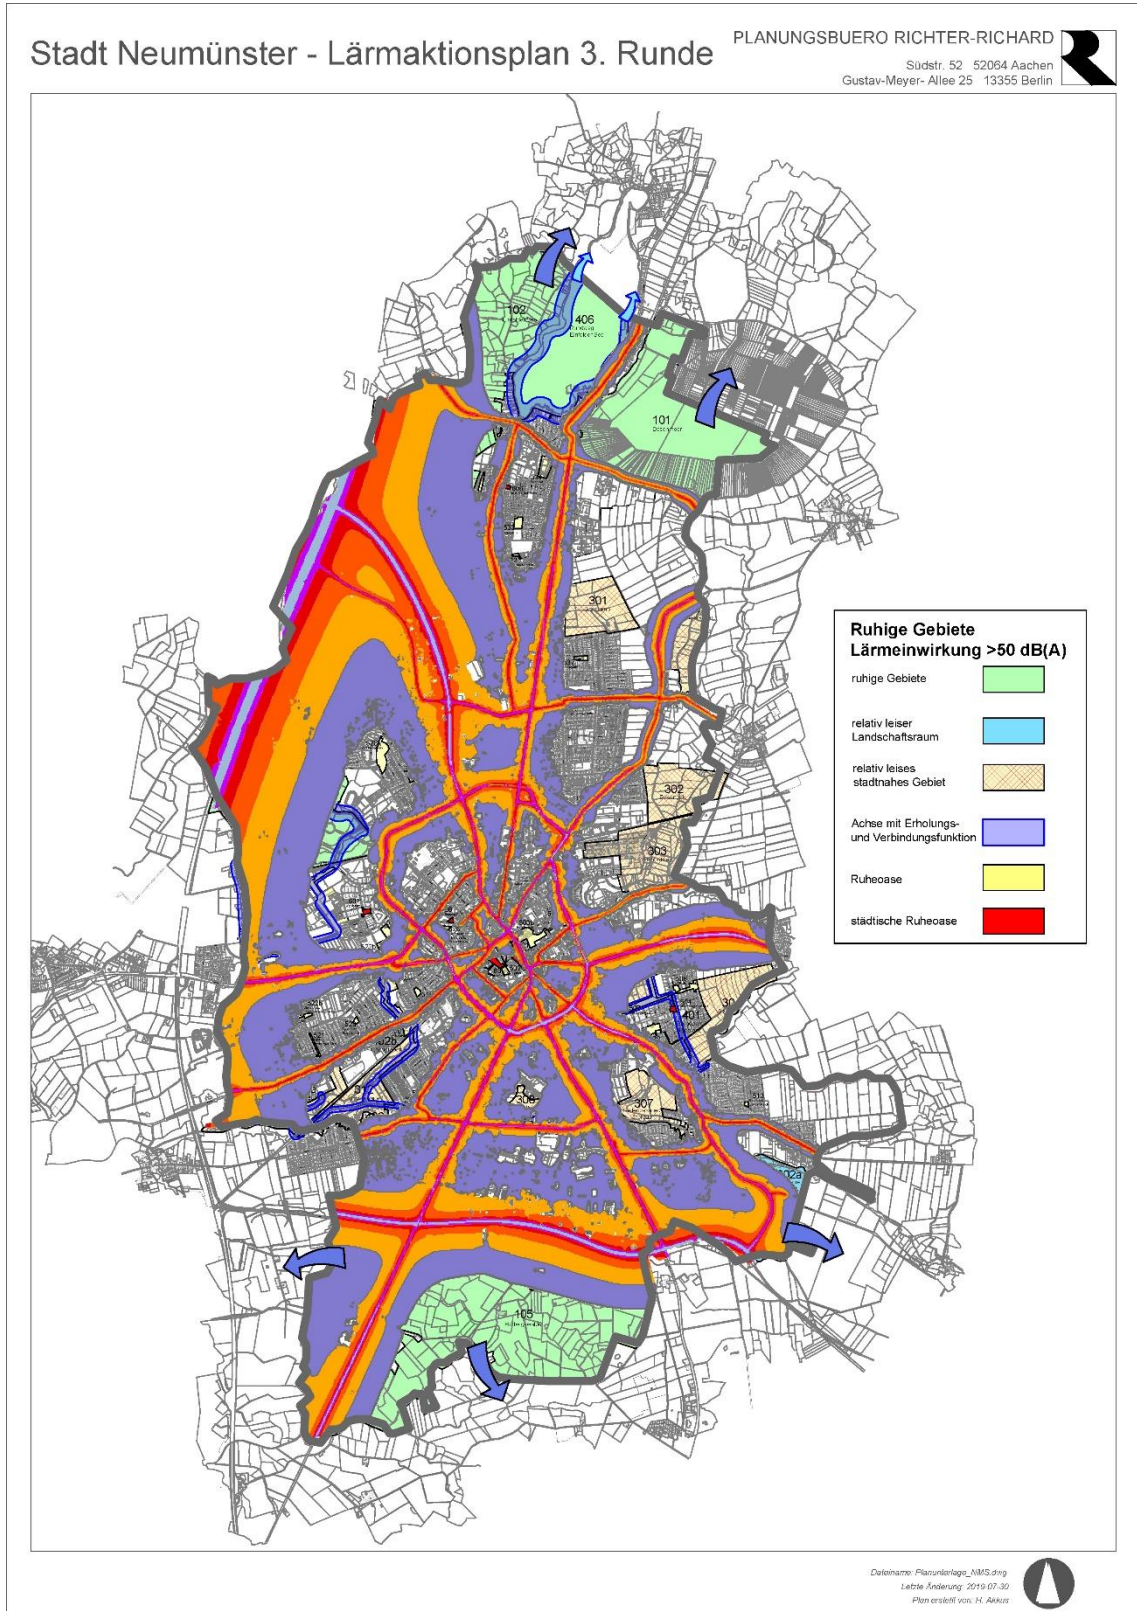 Stadt Neumünster - Lärmaktionsplan 3. Runde
PLANUNGSBUERO RICHTER-RICHARD
Südstr. 52 52064 Aachen
Gustav-Meyer- Allee 25 13355 Berlin
102
406
101
301
302
303
401
307
308
105
Ruhige Gebiete
Lärmeinwirkung >50 dB(A)
ruhige Gebiete
relativ leiser
Landschaftsraum
relativ leises
stadtnahes Gebiet
Achse mit Erholungs-
und Verbindungsfunktion
Ruheoase
städtische Ruheoase
Dateiname: Planunterlage_NMS.dwg
Letzte Änderung: 2019-07-30
Plan erstellt von: H. Akkus